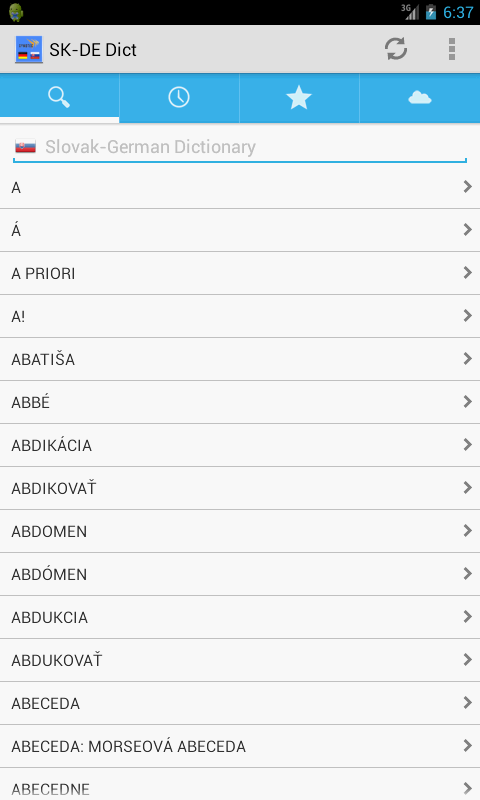 3G 6:37
SK-DE Dict
Slovak-German Dictionary
A
Á
A PRIORI
A!
ABATIŠA
ABBÉ
ABDIKÁCIA
ABDIKOVAŤ
ABDOMEN
ABDÓMEN
ABDUKCIA
ABDUKOVAŤ
ABECEDA
ABECEDA: MORSEOVÁ ABECEDA
ABECEDNE